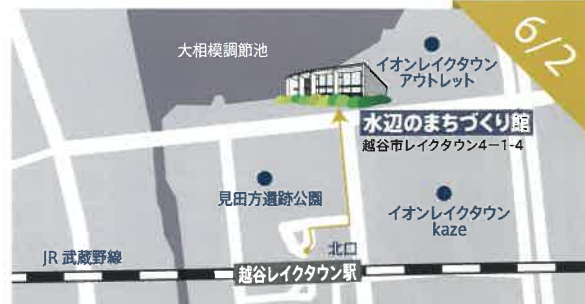 6/2
大相模調節池
イオンレイクタウン
アウトレット
水辺のまちづくり館
越谷市レイクタウン4-1-4
見田方遺跡公園
イオンレイクタウン
kaze
北口
JR 武蔵野線
越谷レイクタウン駅